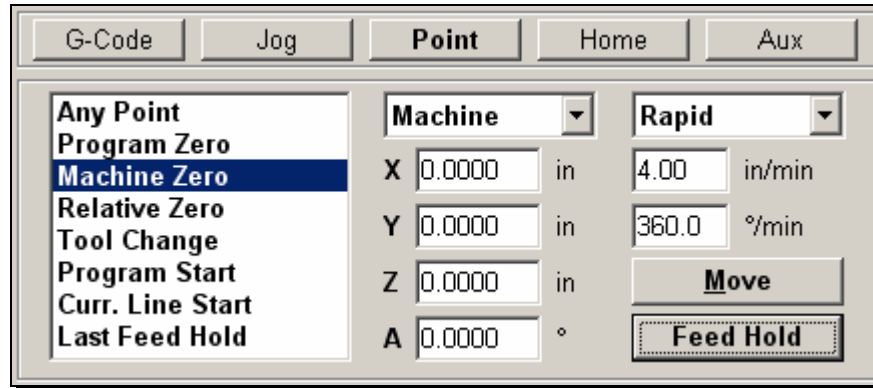 G-Code Jog Point Home Aux
Any Point
Program Zero
Machine Zero
Relative Zero
Tool Change
Program Start
Curr. Line Start
Last Feed Hold
Machine Rapid
X 0.0000 in 4.00 in/min
Y 0.0000 in 360.0 °/min
Z 0.0000 in Move
A 0.0000 ° Feed Hold